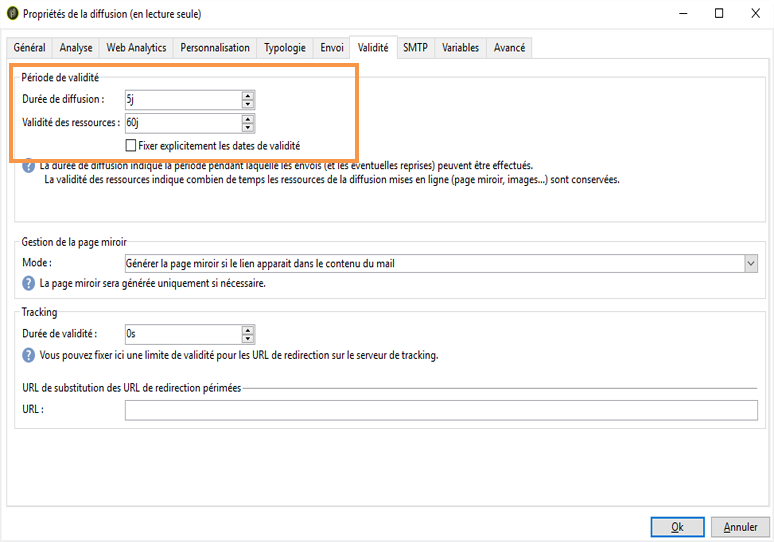 Propriétés de la diffusion (en lecture seule)
Général Analyse Web Analytics Personnalisation Typologie Envoi Validité SMTP Variables Avancé
Période de validité
Durée de diffusion : 5j
Validité des ressources : 60j
Fixer explicitement les dates de validité
? La durée de diffusion indique la période pendant laquelle les envois (et les éventuelles reprises) peuvent être effectués.
La validité des ressources indique combien de temps les ressources de la diffusion mises en ligne (page miroir, images...) sont conservées.
Gestion de la page miroir
Mode : Générer la page miroir si le lien apparait dans le contenu du mail
? La page miroir sera générée uniquement si nécessaire.
Tracking
Durée de validité : 0s
? Vous pouvez fixer ici une limite de validité pour les URL de redirection sur le serveur de tracking.
URL de substitution des URL de redirection périmées
URL :
Ok Annuler